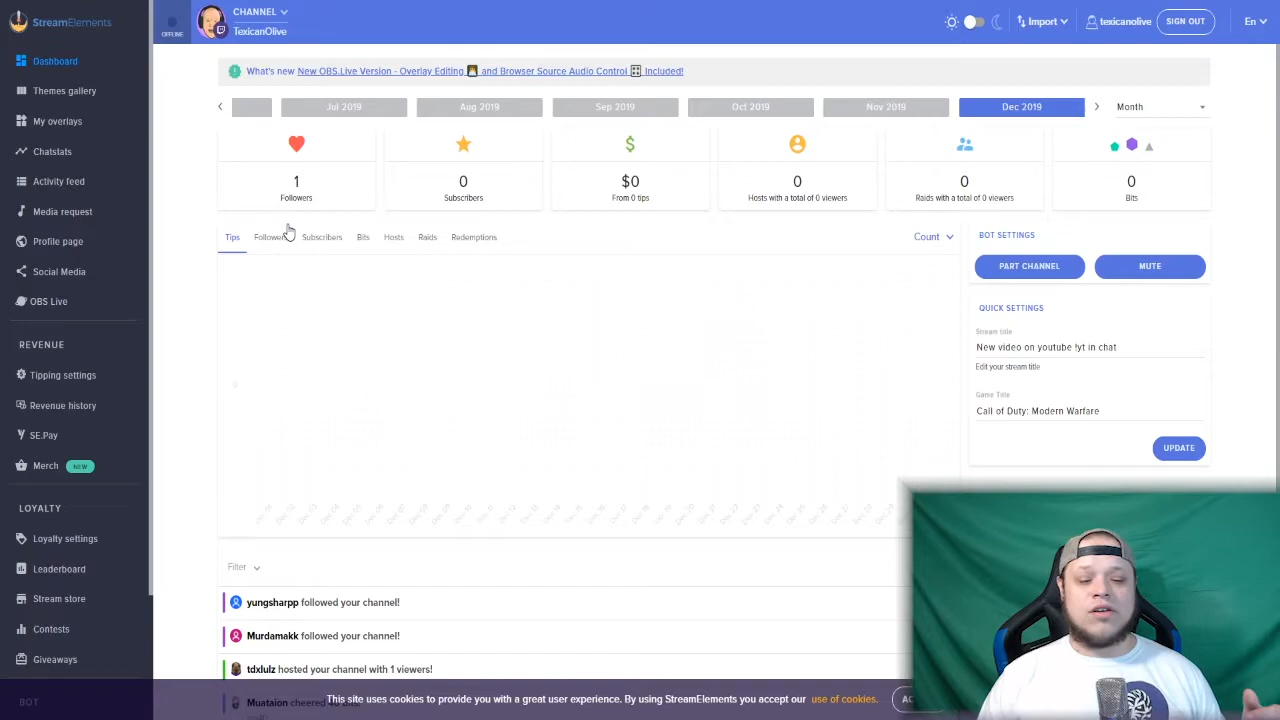 StreamElements
OFFLINE
CHANNEL
TexicanOlive
Import
texicanolive
SIGN OUT
En
Dashboard
Themes gallery
My overlays
Chatstats
Activity feed
Media request
Profile page
Social Media
OBS Live
REVENUE
Tipping settings
Revenue history
SE.Pay
Merch NEW
LOYALTY
Leaderboard
Loyalty settings
Stream store
Contests
Giveaways
BOT
What's new New OBS.Live Version - Overlay Editing and Browser Source Audio Control Included!
Jul 2019 Aug 2019 Sep 2019 Oct 2019 Nov 2019 Dec 2019 Month
1 0 $0 0 0 0
Followers Subscribers From 0 tips Hosts with a total of 0 viewers Raids with a total of 0 viewers Bits
Tips Followers Subscribers Bits Hosts Raids Redemptions Count
0
Filter
yungsharpp followed your channel!
Murdamakk followed your channel!
tdxlulz hosted your channel with 1 viewers!
Muataion cheered 40 bits!
BOT SETTINGS
PART CHANNEL MUTE
QUICK SETTINGS
Stream title
New video on youtube !yt in chat
Edit your stream title
Game Title
Call of Duty: Modern Warfare
UPDATE
This site uses cookies to provide you with a great user experience. By using StreamElements you accept our use of cookies.